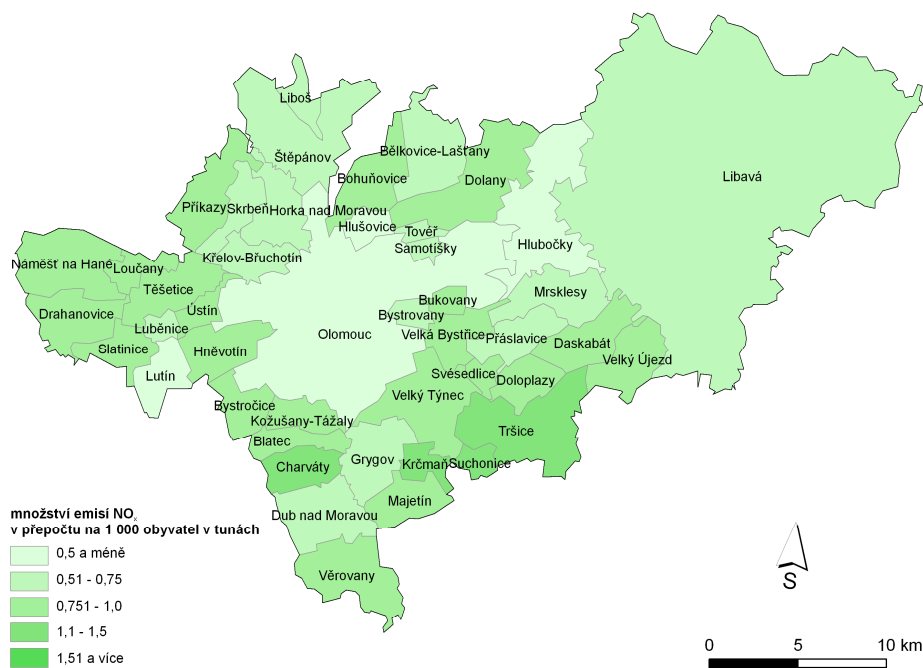 Liboš
Štěpánov
Bělkovice-Lašťany
Bohuňovice
Dolany
Libavá
Příkazy
Skrbeň
Horka nad Moravou
Hlušovice
Tovéř
Samotíšky
Hlubočky
Křelov-Břuchotín
Náměšť na Hané
Loučany
Těšetice
Mrsklesy
Bukovany
Drahanovice
Ústín
Bystrovany
Luběnice
Olomouc
Velká Bystřice
Přáslavice
Daskabát
Slatinice
Hněvotín
Velký Újezd
Lutín
Svésedlice
Doloplazy
Velký Týnec
Bystročice
Kožušany-Tážaly
Tršice
Blatec
Charváty
Grygov
Krčmaň
Suchonice
Majetín
Dub nad Moravou
Věrovany
množství emisí NOx
v přepočtu na 1 000 obyvatel v tunách
0,5 a méně
0,51 - 0,75
0,751 - 1,0
1,1 - 1,5
1,51 a více
S
0 5 10 km